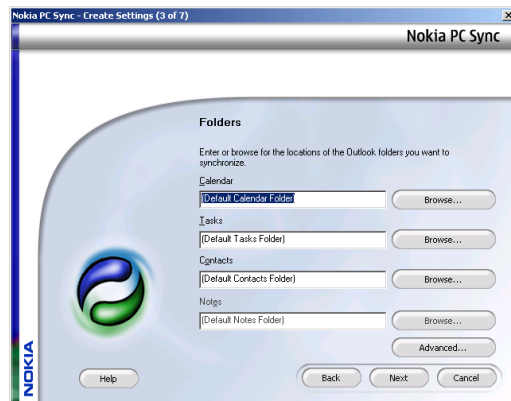 Nokia PC Sync - Create Settings (3 of 7)
Nokia PC Sync
Folders
Enter or browse for the locations of the Outlook folders you want to
synchronize.
Calendar
(Default Calendar Folder)
Browse...
Tasks
(Default Tasks Folder)
Browse...
Contacts
(Default Contacts Folder)
Browse...
Notes
(Default Notes Folder)
Browse...
Advanced...
NOKIA
Help
Back
Next
Cancel